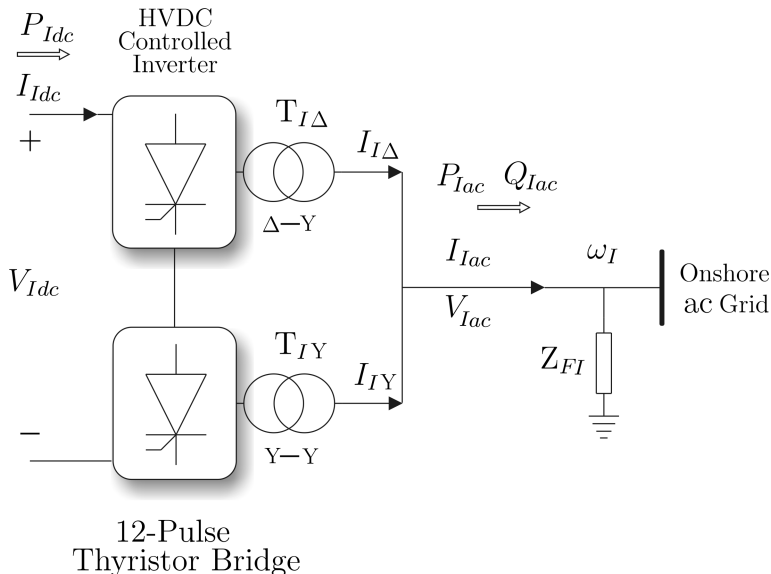 P_{Idc}
HVDC
Controlled
Inverter
I_{Idc}
+
T_{IΔ}
I_{IΔ}
Δ–Y
P_{Iac} Q_{Iac}
I_{Iac}
ω_I
V_{Idc}
V_{Iac}
Onshore
ac Grid
T_{IY}
I_{IY}
Z_{FI}
−
Y–Y
12-Pulse
Thyristor Bridge